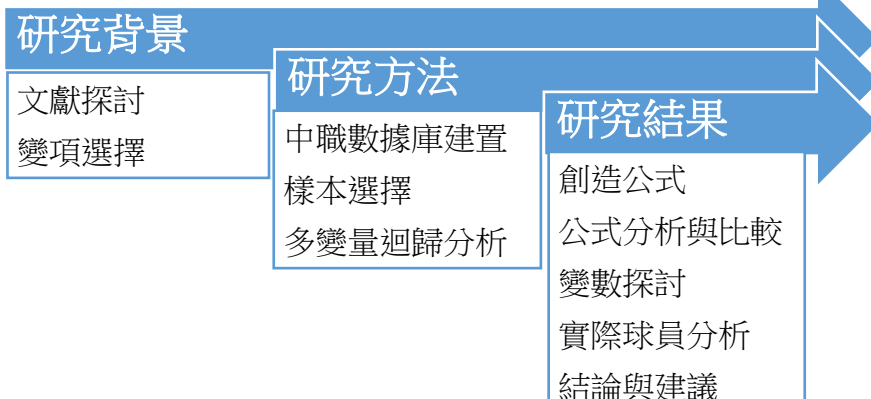 研究背景
文獻探討
變項選擇
研究方法
中職數據庫建置
樣本選擇
多變量迴歸分析
研究結果
創造公式
公式分析與比較
變數探討
實際球員分析
結論與建議